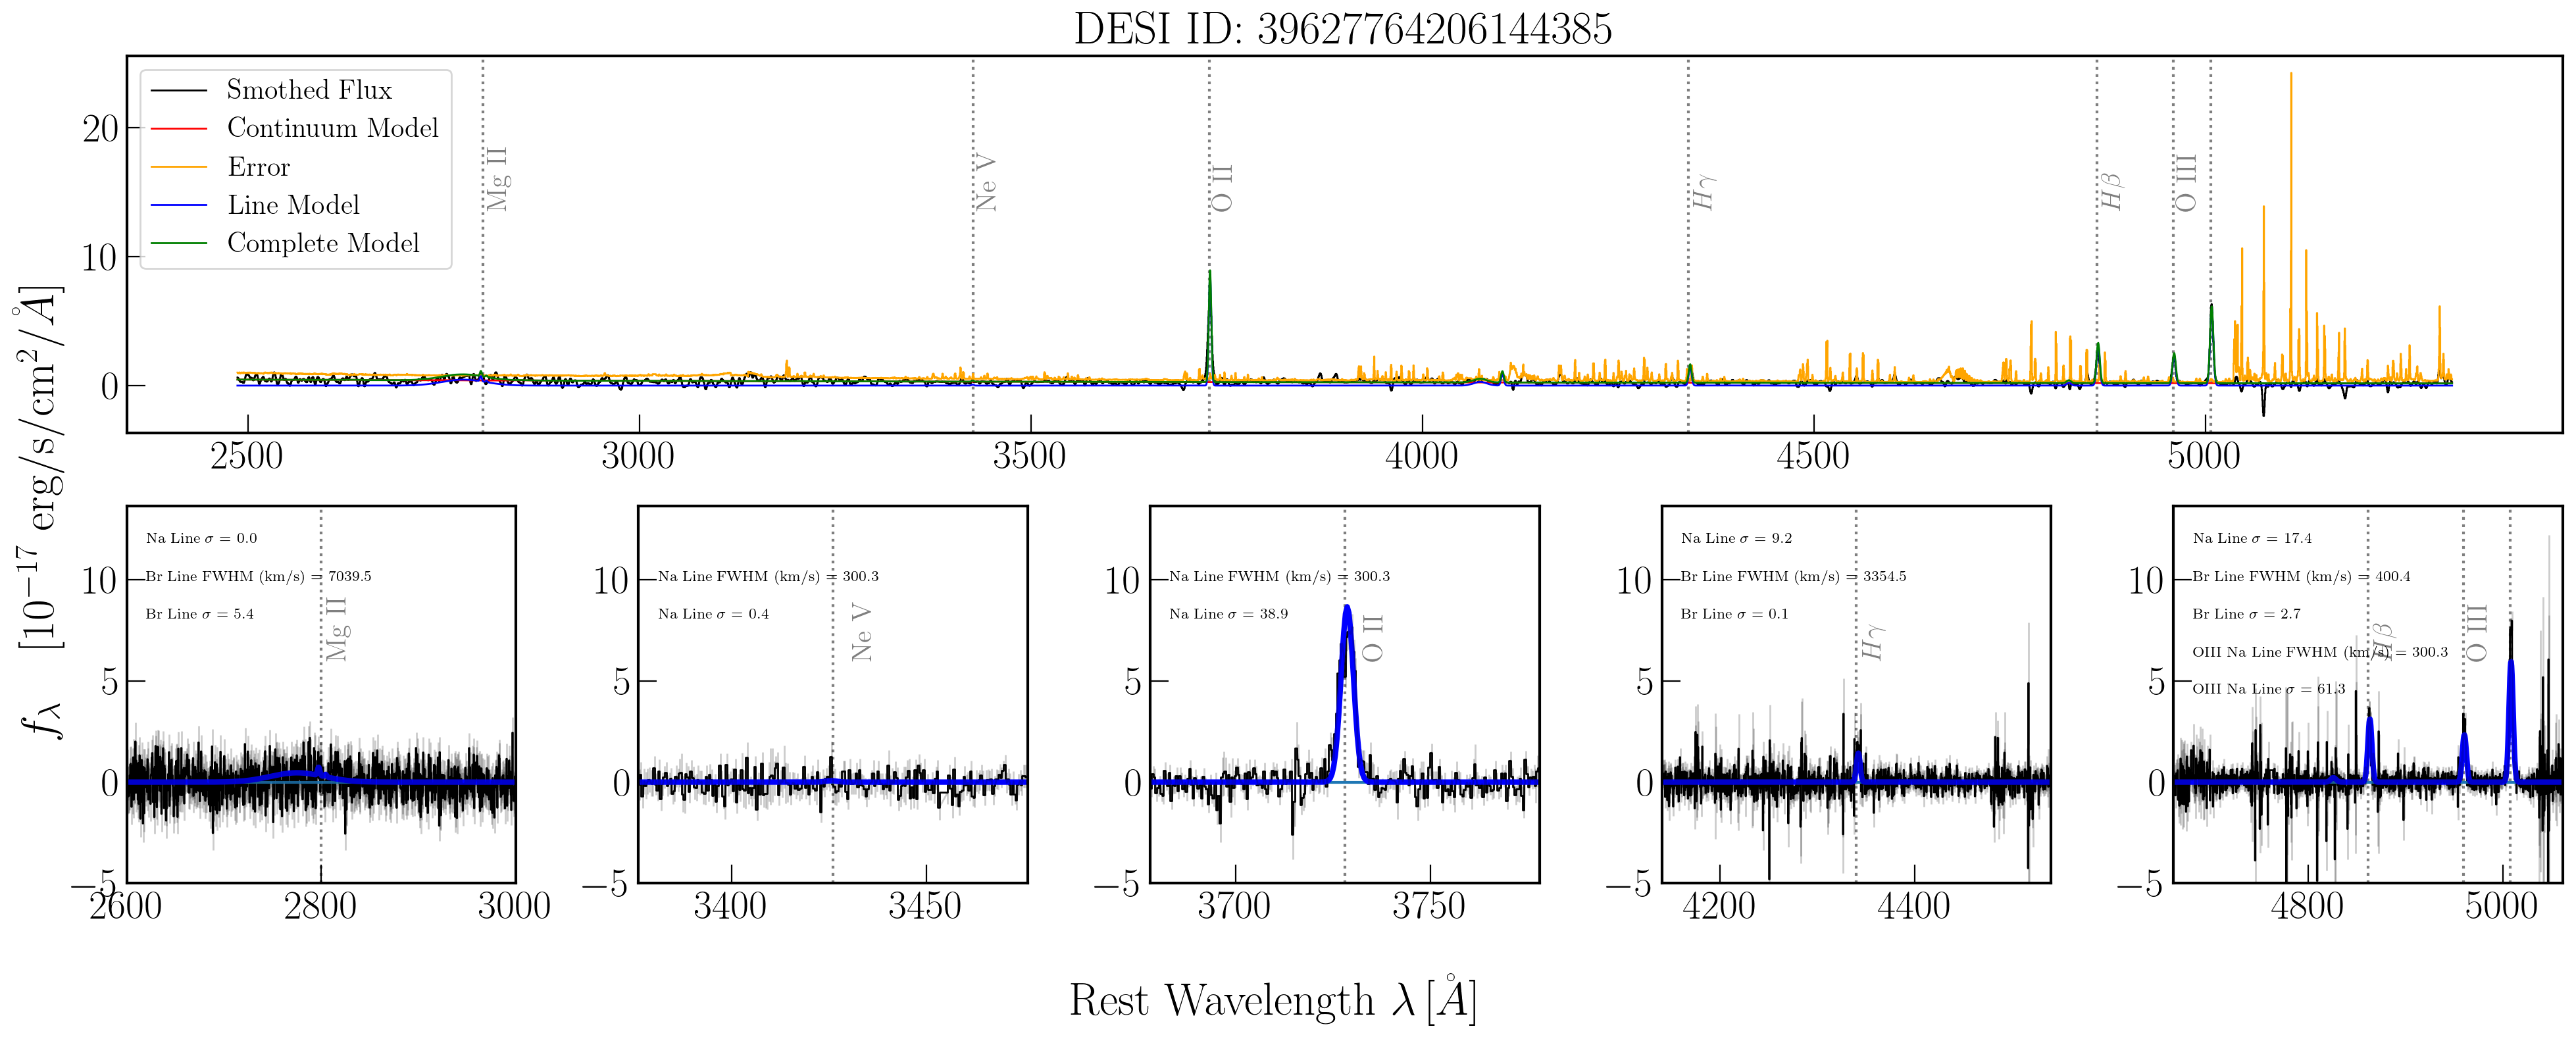 DESI ID: 39627764206144385
Smothed Flux
Continuum Model
Error
Line Model
Complete Model
Mg II
Ne V
O II
Hγ
Hβ
O III
20
10
0
2500
3000
3500
4000
4500
5000
fλ [10−17 erg/s/cm2/Å]
Na Line σ = 0.0
Br Line FWHM (km/s) = 7039.5
Br Line σ = 5.4
Mg II
10
5
0
−5
2600
2800
3000
Na Line FWHM (km/s) = 300.3
Na Line σ = 0.4
Ne V
10
5
0
−5
3400
3450
Na Line FWHM (km/s) = 300.3
Na Line σ = 38.9
O II
10
5
0
−5
3700
3750
Na Line σ = 9.2
Br Line FWHM (km/s) = 3354.5
Br Line σ = 0.1
Hγ
10
5
0
−5
4200
4400
Na Line σ = 17.4
Br Line FWHM (km/s) = 400.4
Br Line σ = 2.7
OIII Na Line FWHM (km/s) = 300.3
OIII Na Line σ = 61.3
Hβ
O III
10
5
0
−5
4800
5000
Rest Wavelength λ [Å]